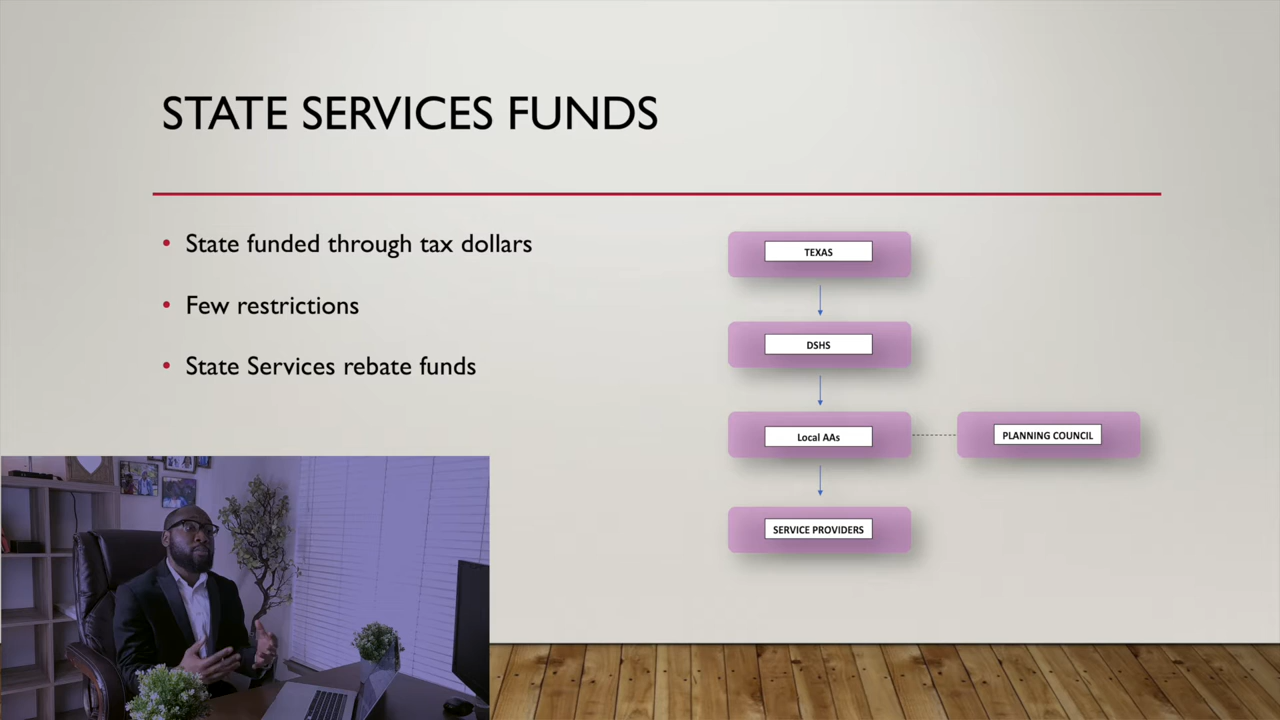 STATE SERVICES FUNDS
State funded through tax dollars
Few restrictions
State Services rebate funds
TEXAS
DSHS
Local AAs
PLANNING COUNCIL
SERVICE PROVIDERS